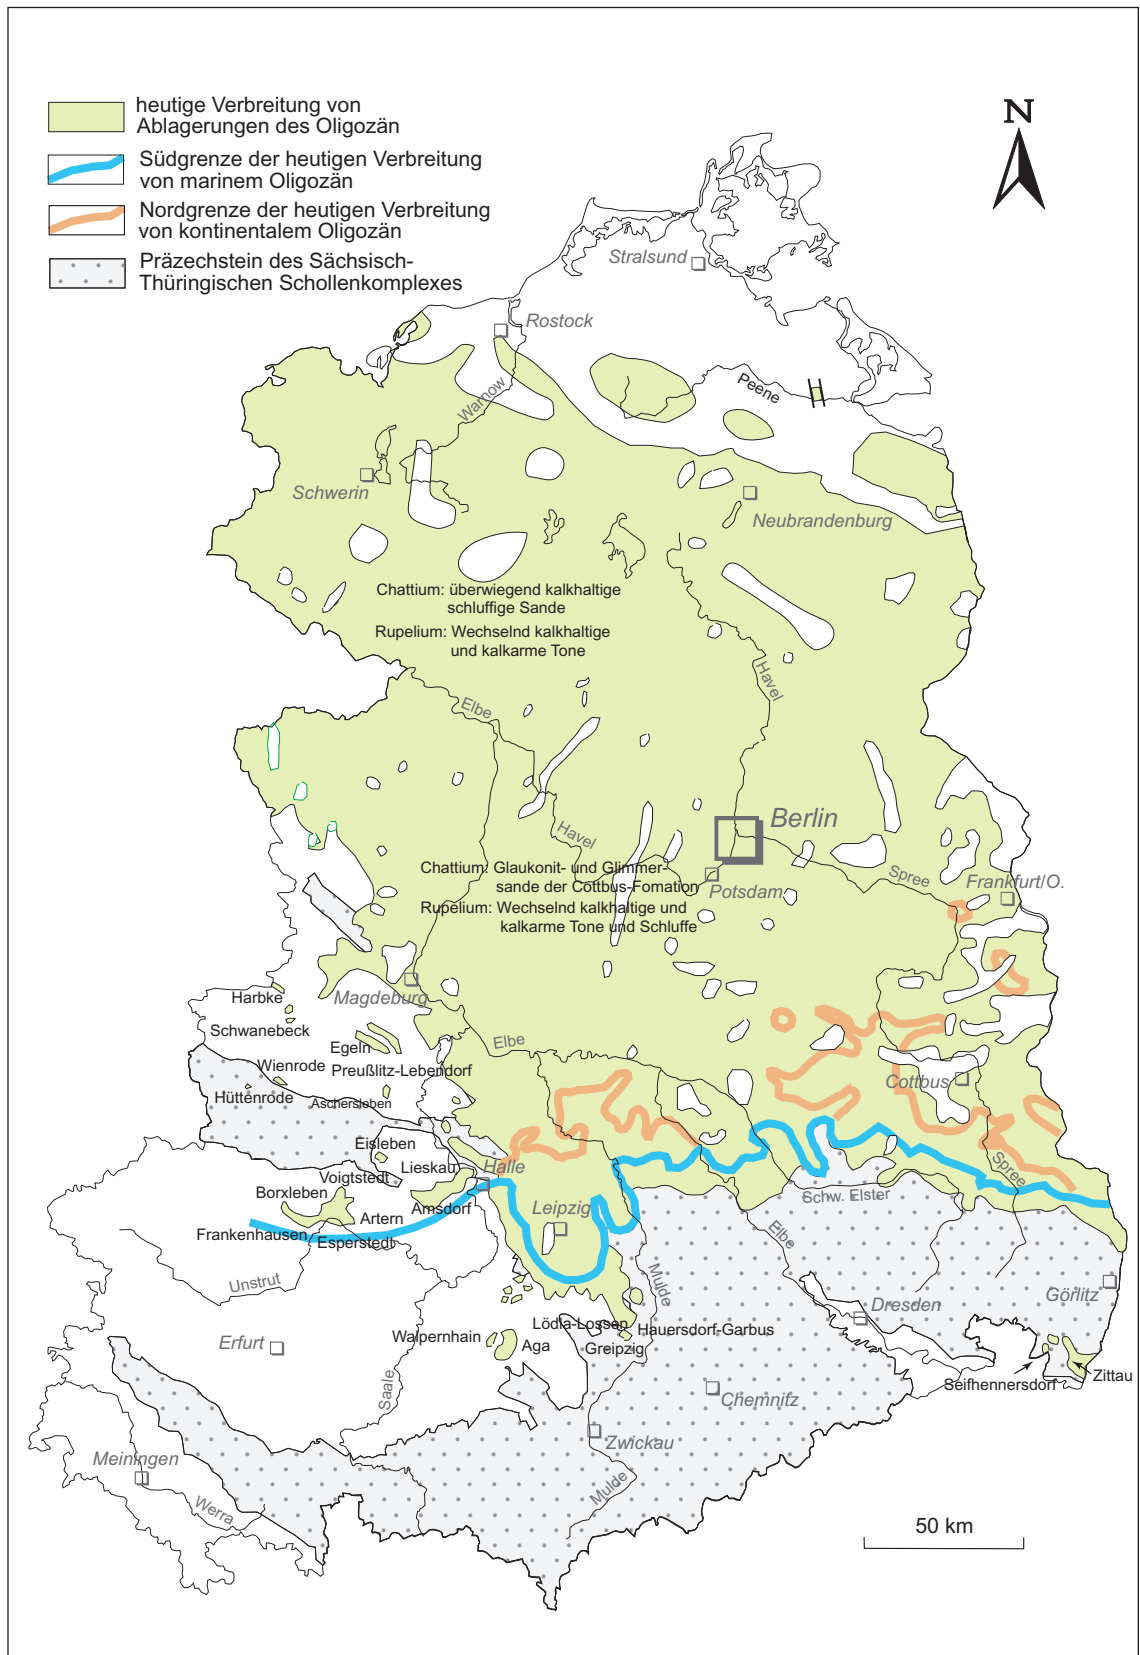 heutige Verbreitung von
Ablagerungen des Oligozän
Südgrenze der heutigen Verbreitung
von marinem Oligozän
Nordgrenze der heutigen Verbreitung
von kontinentalem Oligozän
Präzechstein des Sächsisch-
Thüringischen Schollenkomplexes
N
Stralsund
Rostock
Peene
Warnow
Schwerin
Neubrandenburg
Chattium: überwiegend kalkhaltige
schluffige Sande
Rupelium: Wechselnd kalkhaltige
und kalkarme Tone
Havel
Elbe
Berlin
Havel
Chattium: Glaukonit- und Glimmer-
sande der Cottbus-Fomation
Rupelium: Wechselnd kalkhaltige und
kalkarme Tone und Schluffe
Potsdam
Spree
Frankfurt/O.
Magdeburg
Harbke
Schwanebeck
Egeln
Elbe
Wienrode
Preußlitz-Lebendorf
Hüttenrode
Aschersleben
Cottbus
Eisleben
Lieskau
Halle
Voigtstedt
Borxleben
Amsdorf
Artern
Leipzig
Spree
Schw. Elster
Frankenhausen
Esperstedt
Elbe
Unstrut
Mulde
Görlitz
Dresden
Lödla-Lossen
Hauersdorf-Garbus
Walpernhain
Aga
Greipzig
Erfurt
Saale
Zittau
Seifhennersdorf
Chemnitz
Zwickau
Meiningen
Mulde
Werra
50 km